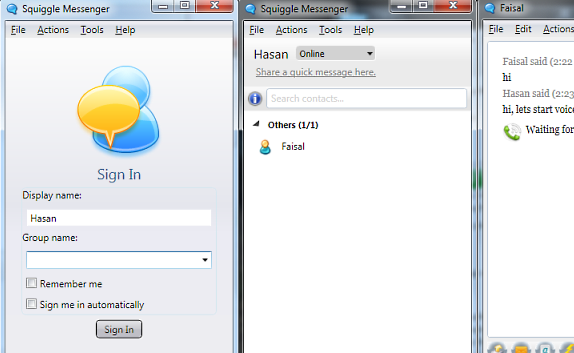 Squiggle Messenger
File Actions Tools Help
Sign In
Display name:
Hasan
Group name:
Remember me
Sign me in automatically
Sign In
Squiggle Messenger
File Actions Tools Help
Hasan Online
Share a quick message here.
Search contacts...
Others (1/1)
Faisal
Faisal
File Edit Actions
Faisal said (2:22
hi
Hasan said (2:23
hi, lets start voice
Waiting for